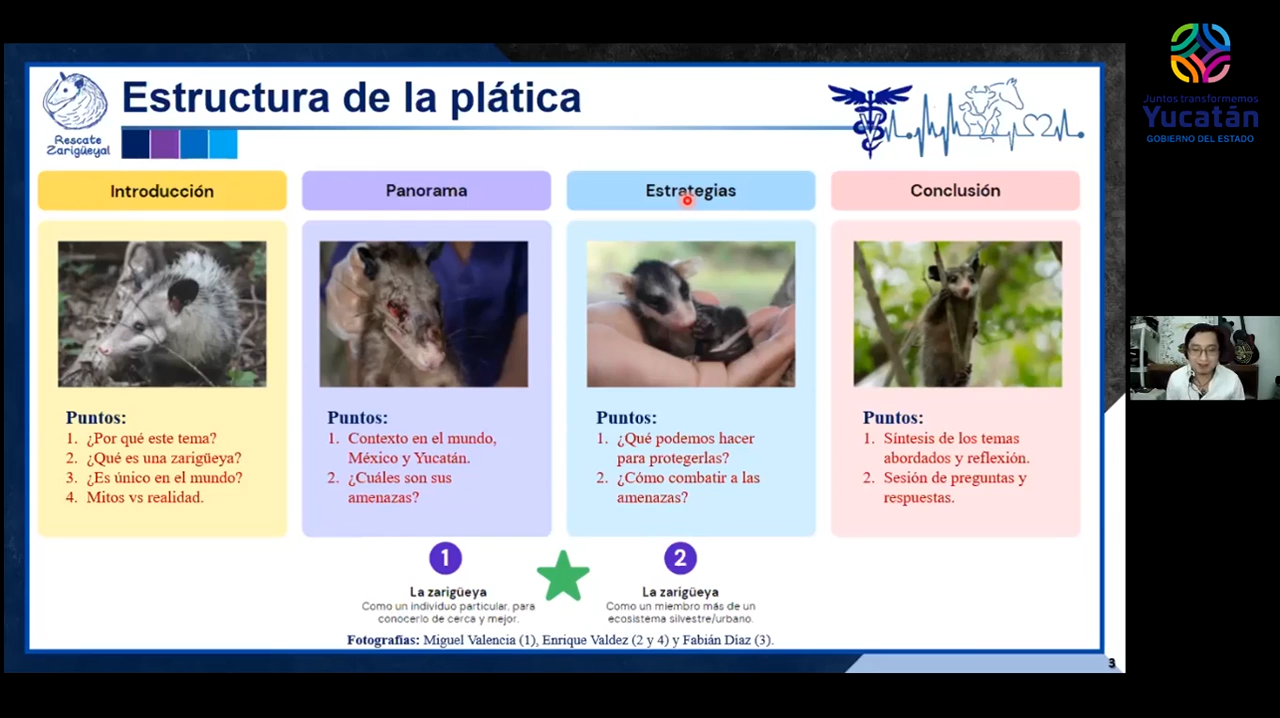 Estructura de la plática
Rescate
Zarigüeyal
Juntos transformemos
Yucatán
GOBIERNO DEL ESTADO
Introducción
Puntos:
1. ¿Por qué este tema?
2. ¿Qué es una zarigüeya?
3. ¿Es único en el mundo?
4. Mitos vs realidad.
Panorama
Puntos:
1. Contexto en el mundo,
México y Yucatán.
2. ¿Cuáles son sus
amenazas?
Estrategias
Puntos:
1. ¿Qué podemos hacer
para protegerlas?
2. ¿Cómo combatir a las
amenazas?
Conclusión
Puntos:
1. Síntesis de los temas
abordados y reflexión.
2. Sesión de preguntas y
respuestas.
1
La zarigüeya
Como un individuo particular, para
conocerlo de cerca y mejor.
2
La zarigüeya
Como un miembro más de un
ecosistema silvestre/urbano.
Fotografías: Miguel Valencia (1), Enrique Valdez (2 y 4) y Fabián Díaz (3).
3